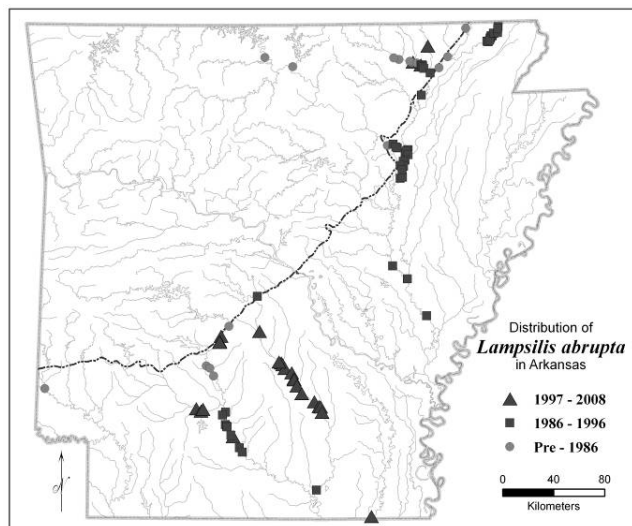 Distribution of
Lampsilis abrupta
in Arkansas
1997 - 2008
1986 - 1996
Pre - 1986
N
0 40 80
Kilometers